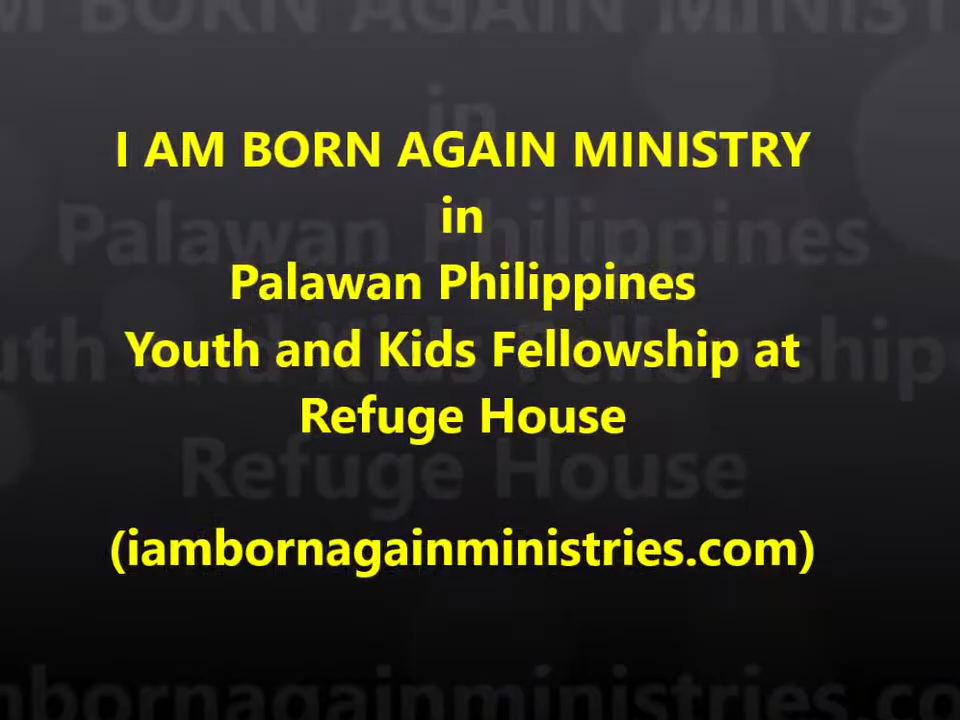 I AM BORN AGAIN MINISTRY
in
Palawan Philippines
Youth and Kids Fellowship at
Refuge House
(iambornagainministries.com)